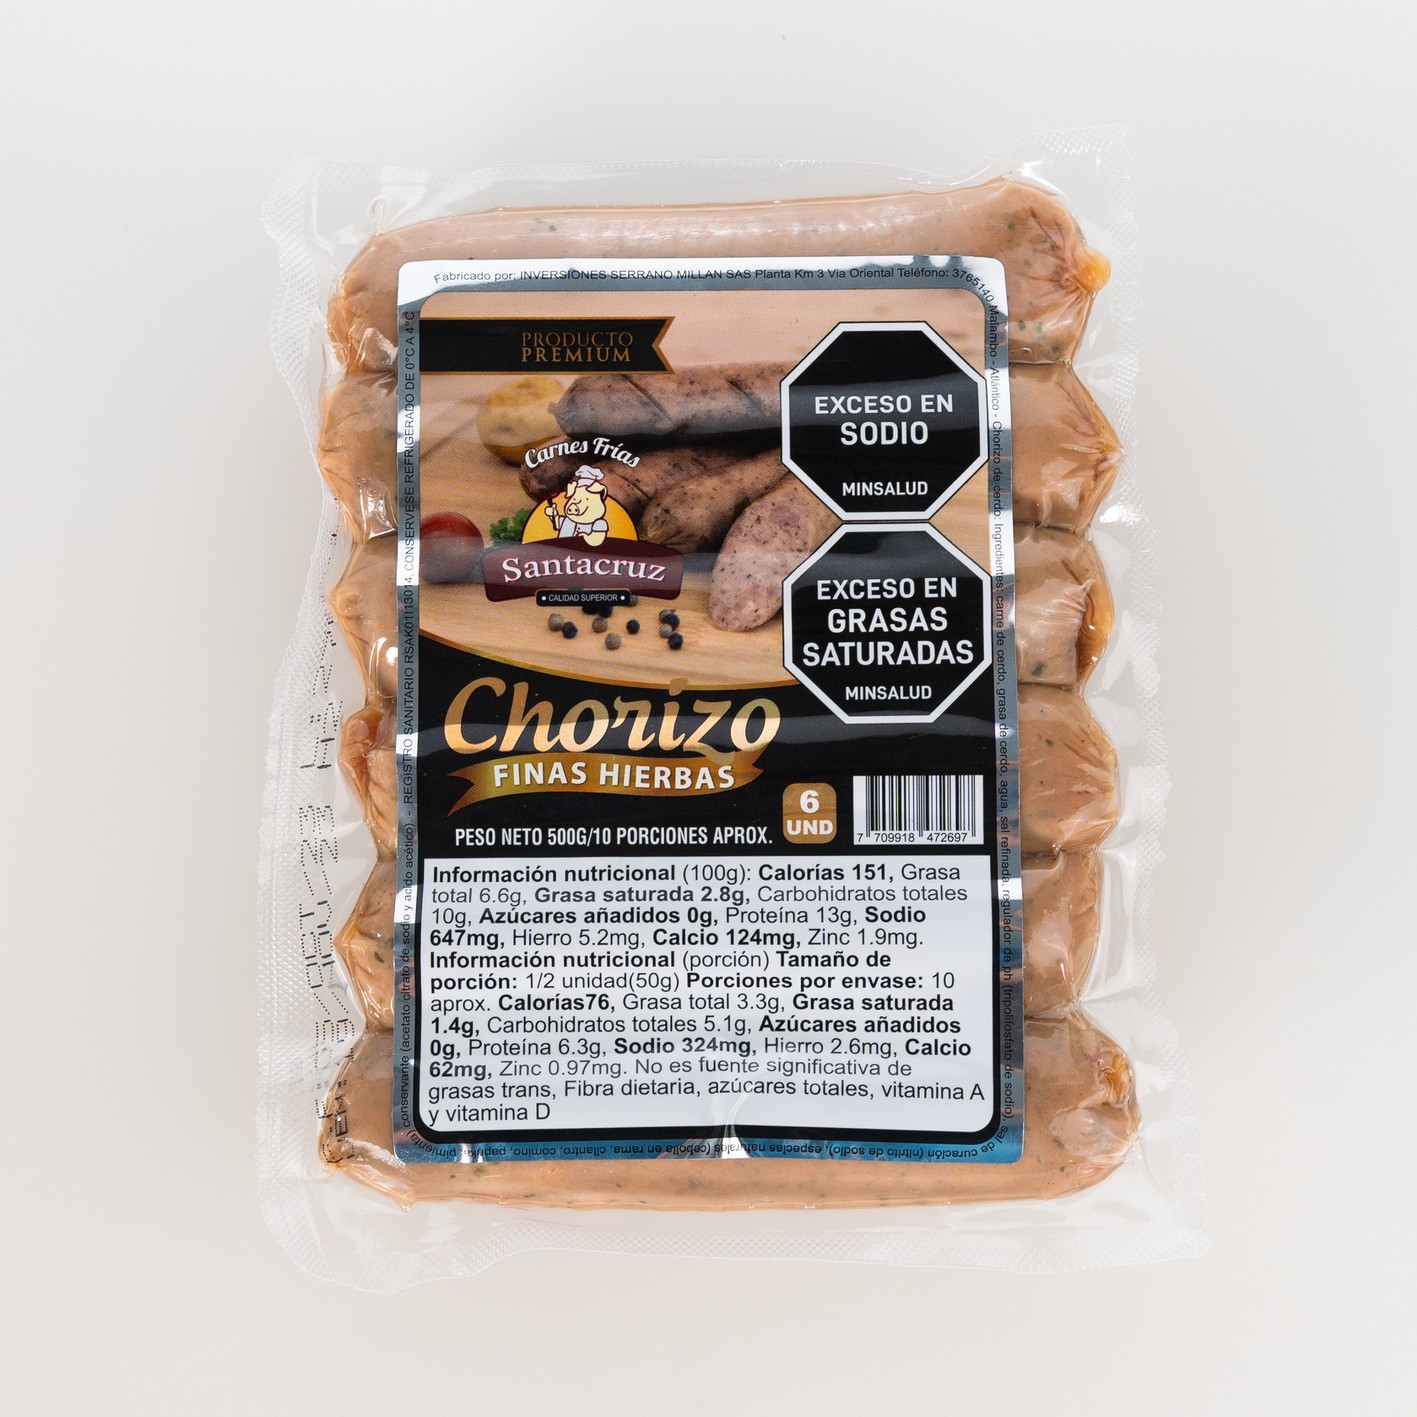 Fabricado por: INVERSIONES SERRANO MILLAN SAS Planta Km 3 Via Oriental Teléfono: 3765140 Malambo - Atlántico - Chorizo de cerdo: Ingredientes: carne de cerdo, grasa de cerdo, agua, sal refinada, regulador de ph (tripolifosfato de sodio), sal de curación (nitrito de sodio), especias naturales (cebolla en rama, cilantro, comino, paprika, pimienta) conservante (acetato citrato de sodio y acido acético). - REGISTRO SANITARIO RSAK01I13014. CONSERVESE REFRIGERADO DE 0°C A 4°C
PRODUCTO
PREMIUM
EXCESO EN
SODIO
MINSALUD
Carnes Frías
Santacruz
• CALIDAD SUPERIOR •
EXCESO EN
GRASAS
SATURADAS
MINSALUD
Chorizo
FINAS HIERBAS
6
UND
PESO NETO 500G/10 PORCIONES APROX.
7 709918 472697
Información nutricional (100g): Calorías 151, Grasa
total 6.6g, Grasa saturada 2.8g, Carbohidratos totales
10g, Azúcares añadidos 0g, Proteína 13g, Sodio
647mg, Hierro 5.2mg, Calcio 124mg, Zinc 1.9mg.
Información nutricional (porción) Tamaño de
porción: 1/2 unidad(50g) Porciones por envase: 10
aprox. Calorías76, Grasa total 3.3g, Grasa saturada
1.4g, Carbohidratos totales 5.1g, Azúcares añadidos
0g, Proteína 6.3g, Sodio 324mg, Hierro 2.6mg, Calcio
62mg, Zinc 0.97mg. No es fuente significativa de
grasas trans, Fibra dietaria, azúcares totales, vitamina A
y vitamina D